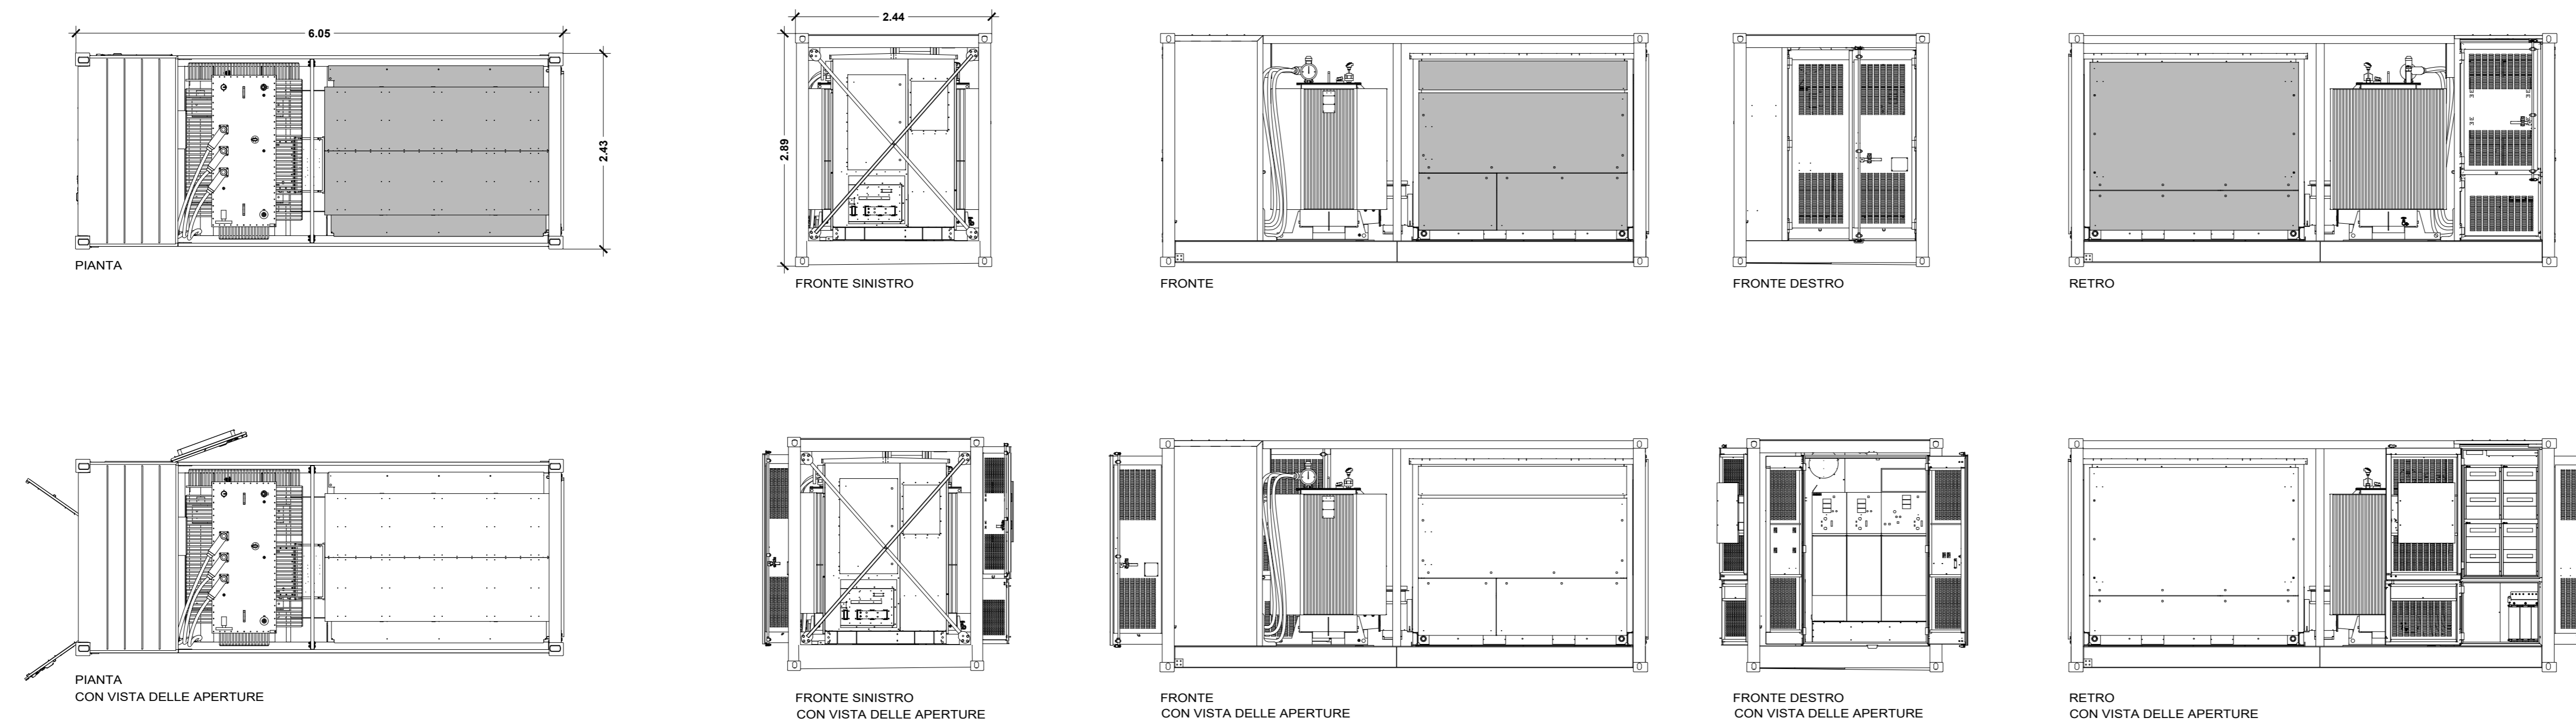 6.05
2.44
2.43
2.89
PIANTA
FRONTE SINISTRO
FRONTE
FRONTE DESTRO
RETRO
PIANTA
CON VISTA DELLE APERTURE
FRONTE SINISTRO
CON VISTA DELLE APERTURE
FRONTE
CON VISTA DELLE APERTURE
FRONTE DESTRO
CON VISTA DELLE APERTURE
RETRO
CON VISTA DELLE APERTURE